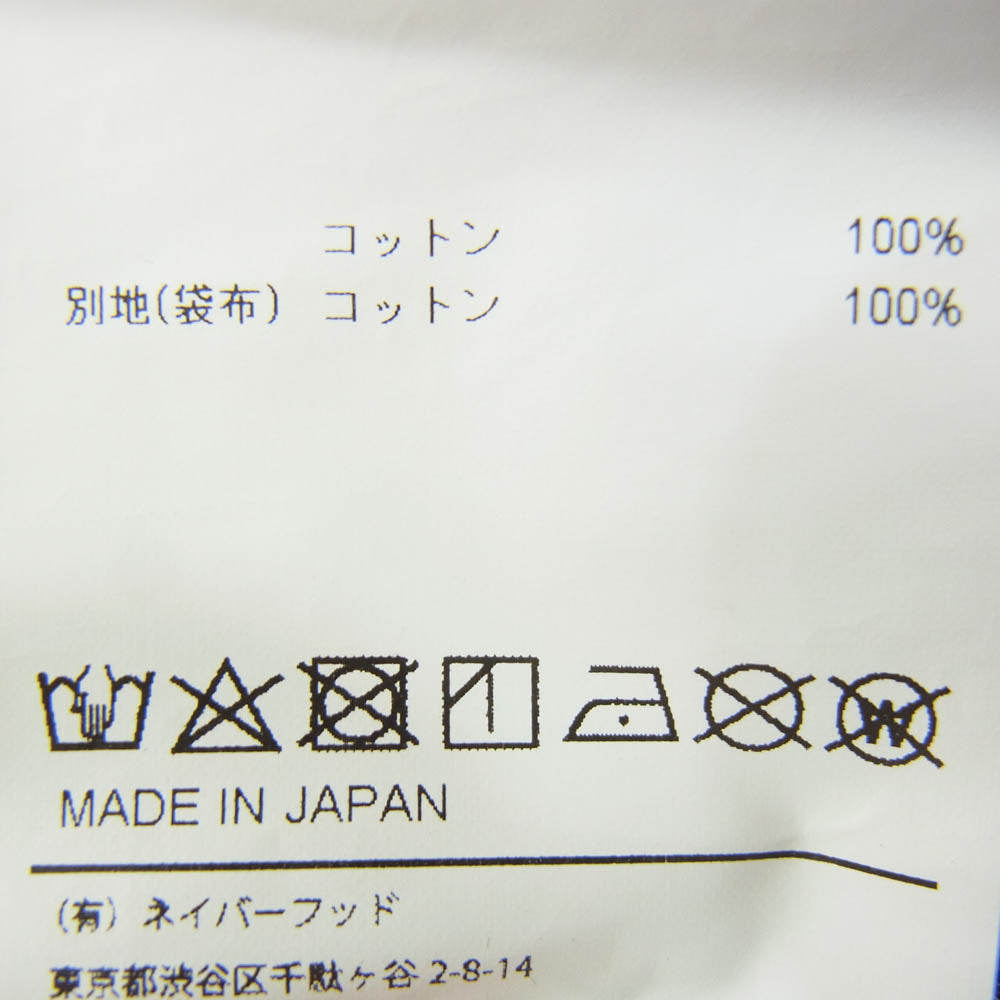 コットン 100%
別地(袋布) コットン 100%
W
MADE IN JAPAN
(有) ネイバーフッド
東京都渋谷区千駄ヶ谷 2-8-14